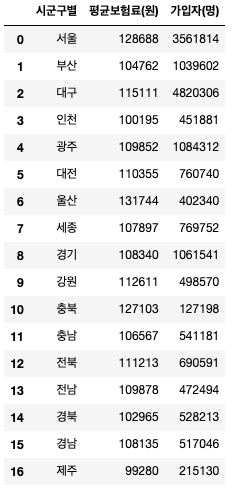 시군구별 평균보험료(원) 가입자(명)
0 서울 128688 3561814
1 부산 104762 1039602
2 대구 115111 4820306
3 인천 100195 451881
4 광주 109852 1084312
5 대전 110355 760740
6 울산 131744 402340
7 세종 107897 769752
8 경기 108340 1061541
9 강원 112611 498570
10 충북 127103 127198
11 충남 106567 541181
12 전북 111213 690591
13 전남 109878 472494
14 경북 102965 528213
15 경남 108135 517046
16 제주 99280 215130